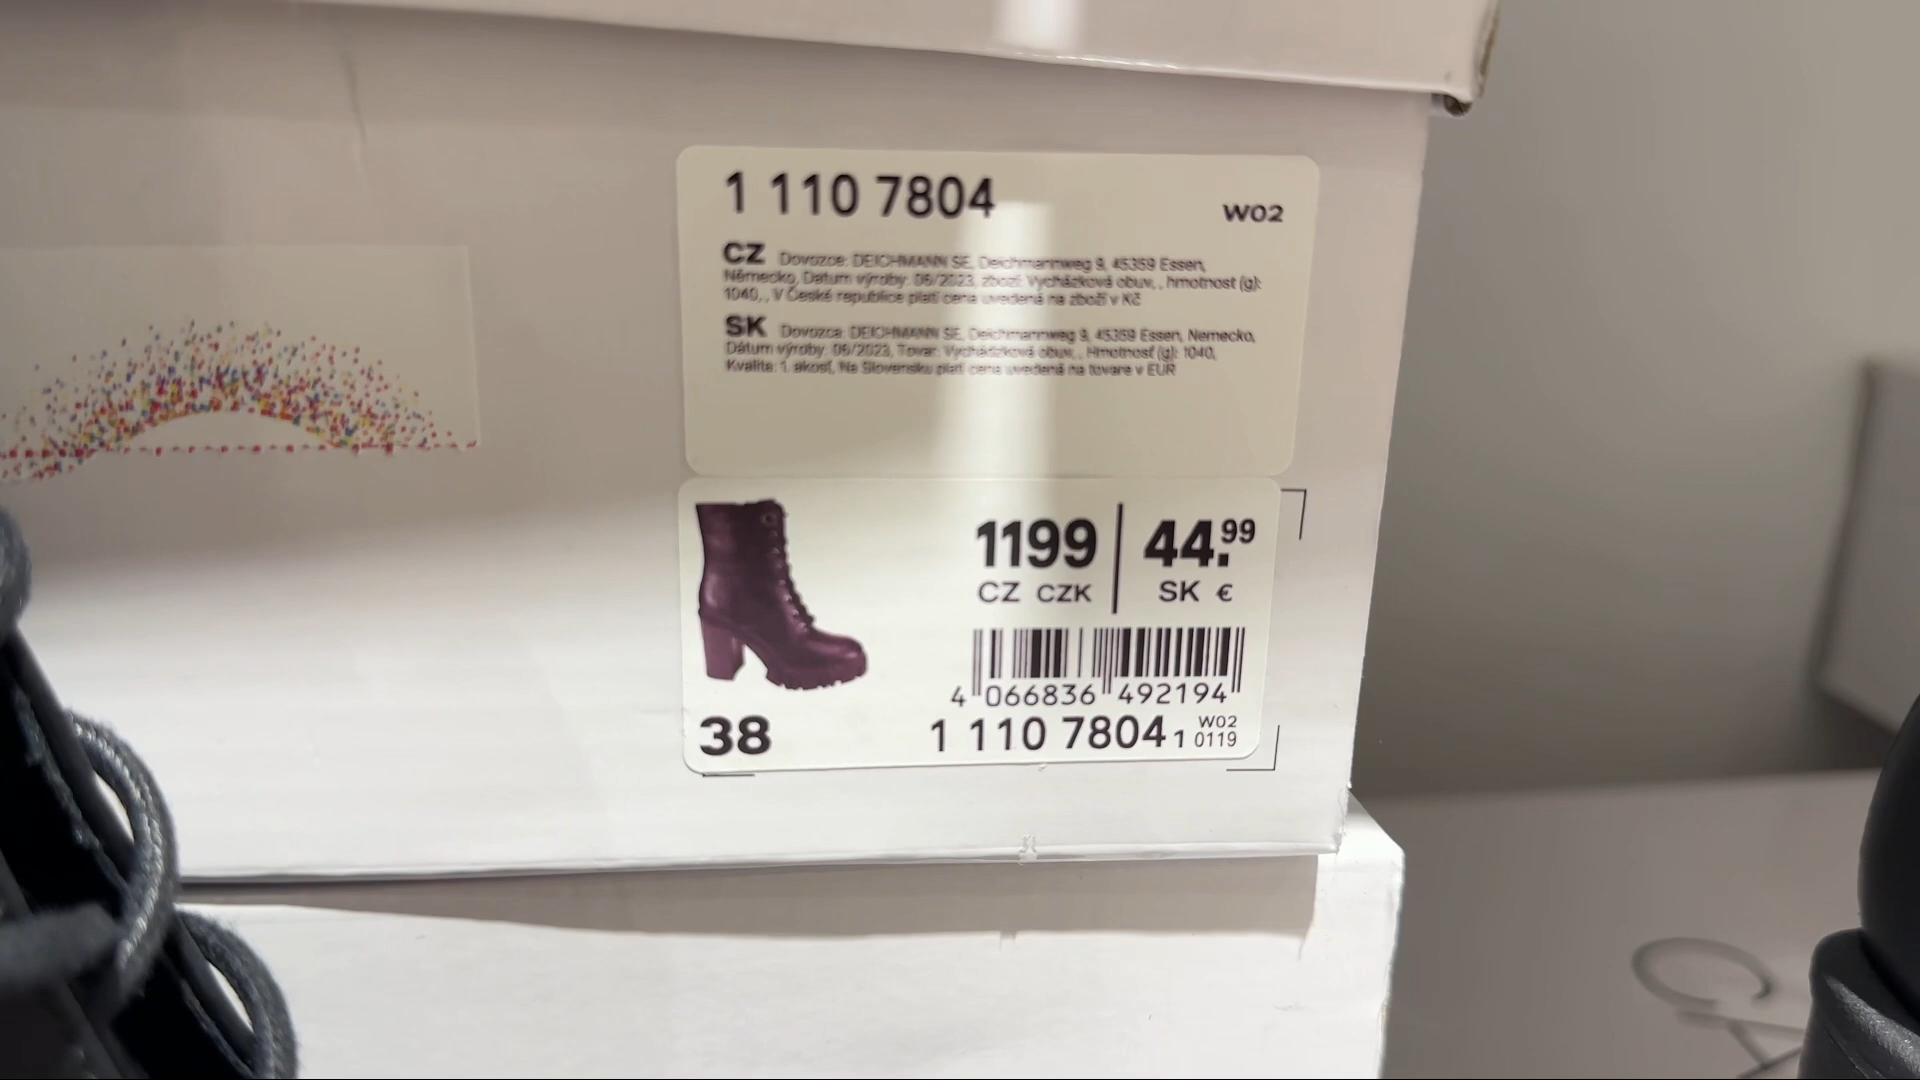 1 110 7804
W02
CZ Dovozce: DEICHMANN SE, Deichmannweg 9, 45359 Essen,
Německo, Datum výroby: 06/2023, zboží: Vycházková obuv, , hmotnost (g):
1040, , V České republice platí cena uvedená na zboží v Kč
SK Dovozca: DEICHMANN SE, Deichmannweg 9, 45359 Essen, Nemecko,
Dátum výroby: 06/2023, Tovar: Vychádzková obuv, , Hmotnosť (g): 1040,
Kvalita: 1. akosť, Na Slovensku platí cena uvedená na tovare v EUR
1199 44.99
CZ CZK SK €
4 066836 492194
38
1 110 7804 1 W02
0119
CA